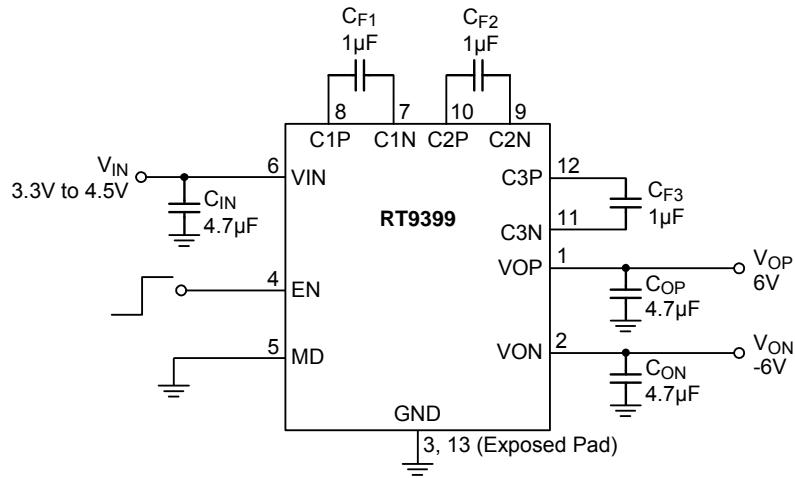 CF1
1µF
CF2
1µF
8
7
10
9
C1P
C1N
C2P
C2N
VIN
3.3V to 4.5V
6
VIN
CIN
4.7µF
RT9399
C3P
12
CF3
1µF
C3N
11
VOP
1
VOP
6V
COP
4.7µF
4
EN
5
MD
VON
2
VON
-6V
CON
4.7µF
GND
3, 13 (Exposed Pad)